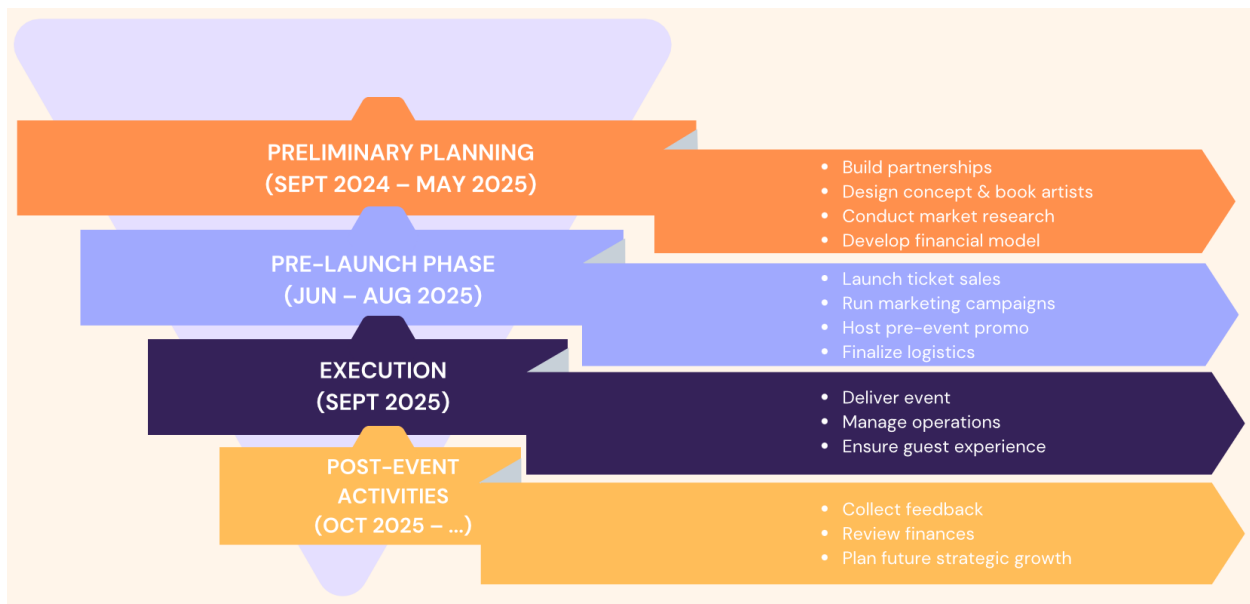 PRELIMINARY PLANNING
(SEPT 2024 – MAY 2025)
• Build partnerships
• Design concept & book artists
• Conduct market research
• Develop financial model
PRE-LAUNCH PHASE
(JUN – AUG 2025)
• Launch ticket sales
• Run marketing campaigns
• Host pre-event promo
• Finalize logistics
EXECUTION
(SEPT 2025)
• Deliver event
• Manage operations
• Ensure guest experience
POST-EVENT
ACTIVITIES
(OCT 2025 – ...)
• Collect feedback
• Review finances
• Plan future strategic growth